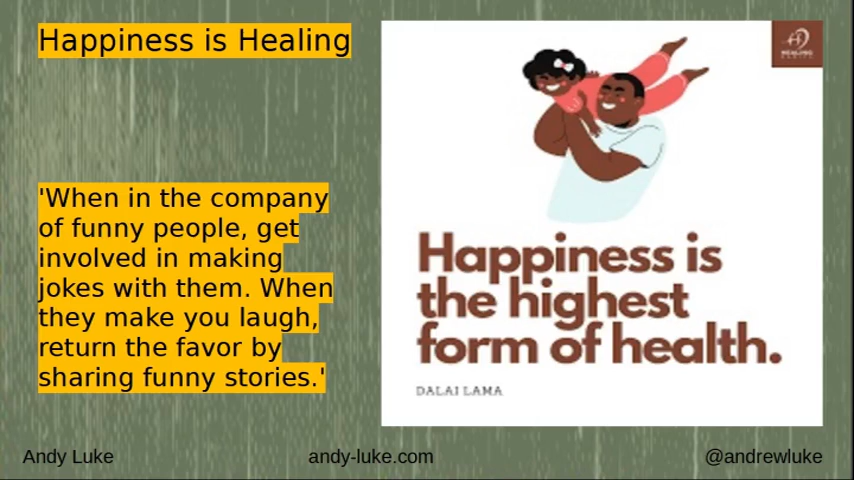 Happiness is Healing
'When in the company
of funny people, get
involved in making
jokes with them. When
they make you laugh,
return the favor by
sharing funny stories.'
HEALING
Happiness is
the highest
form of health.
DALAI LAMA
Andy Luke
andy-luke.com
@andrewluke